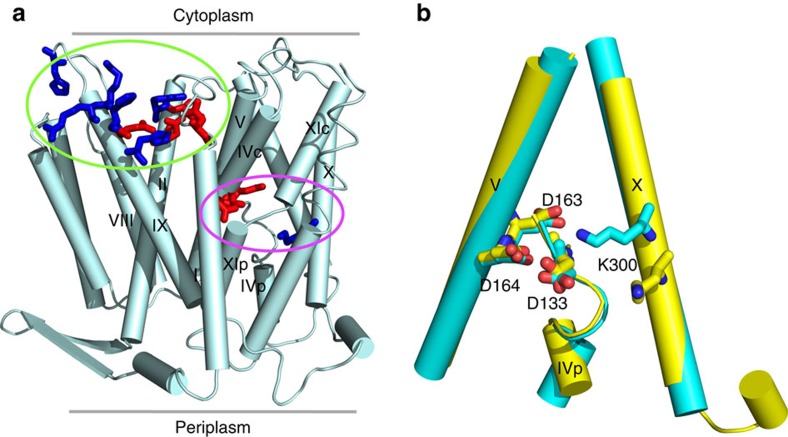 a
Cytoplasm
V
XIc
IVc
X
II
VIII
IX
I
XIp
IVp
Periplasm
b
V
X
D163
K300
D164
D133
IVp